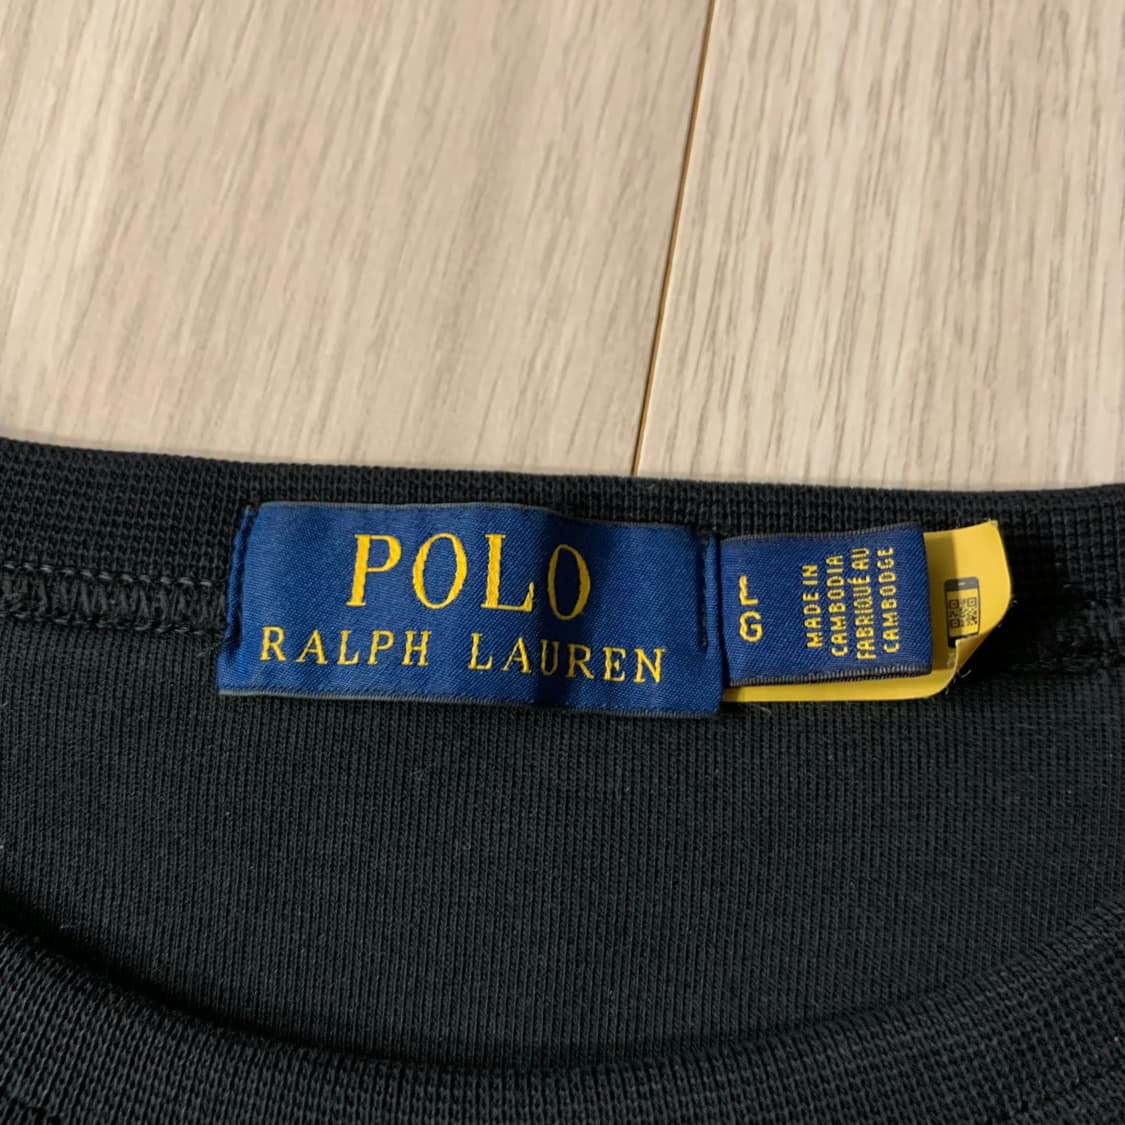 POLO
RALPH LAUREN
L
G
MADE IN
CAMBODIA
FABRIQUÉ AU
CAMBODGE